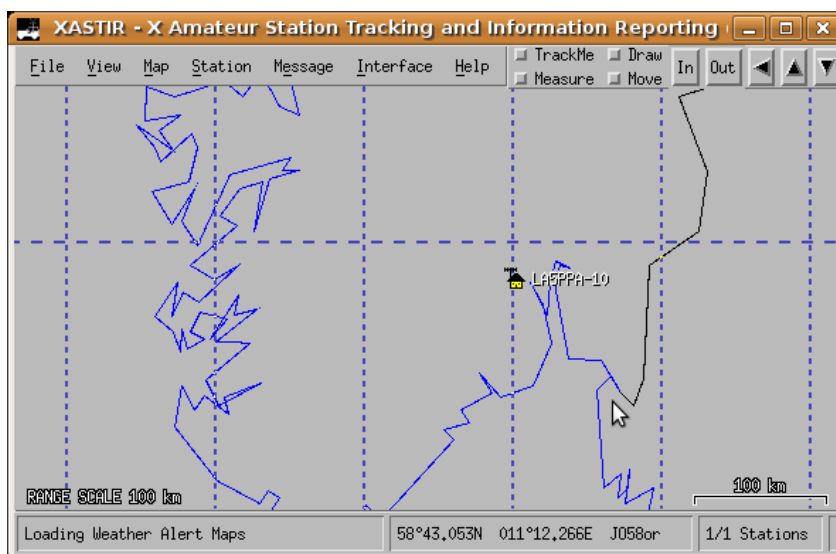 XASTIR - X Amateur Station Tracking and Information Reporting
File View Map Station Message Interface Help
TrackMe Draw
Measure Move
In Out
LA5PPA-10
RANGE SCALE 100 km
100 km
Loading Weather Alert Maps
58°43.053N 011°12.266E JO58or
1/1 Stations